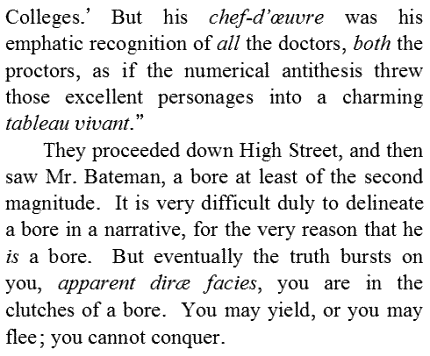 Colleges.’ But his chef-d’œuvre was his
emphatic recognition of all the doctors, both the
proctors, as if the numerical antithesis threw
those excellent personages into a charming
tableau vivant.”
They proceeded down High Street, and then
saw Mr. Bateman, a bore at least of the second
magnitude. It is very difficult duly to delineate
a bore in a narrative, for the very reason that he
is a bore. But eventually the truth bursts on
you, apparent diræ facies, you are in the
clutches of a bore. You may yield, or you may
flee; you cannot conquer.